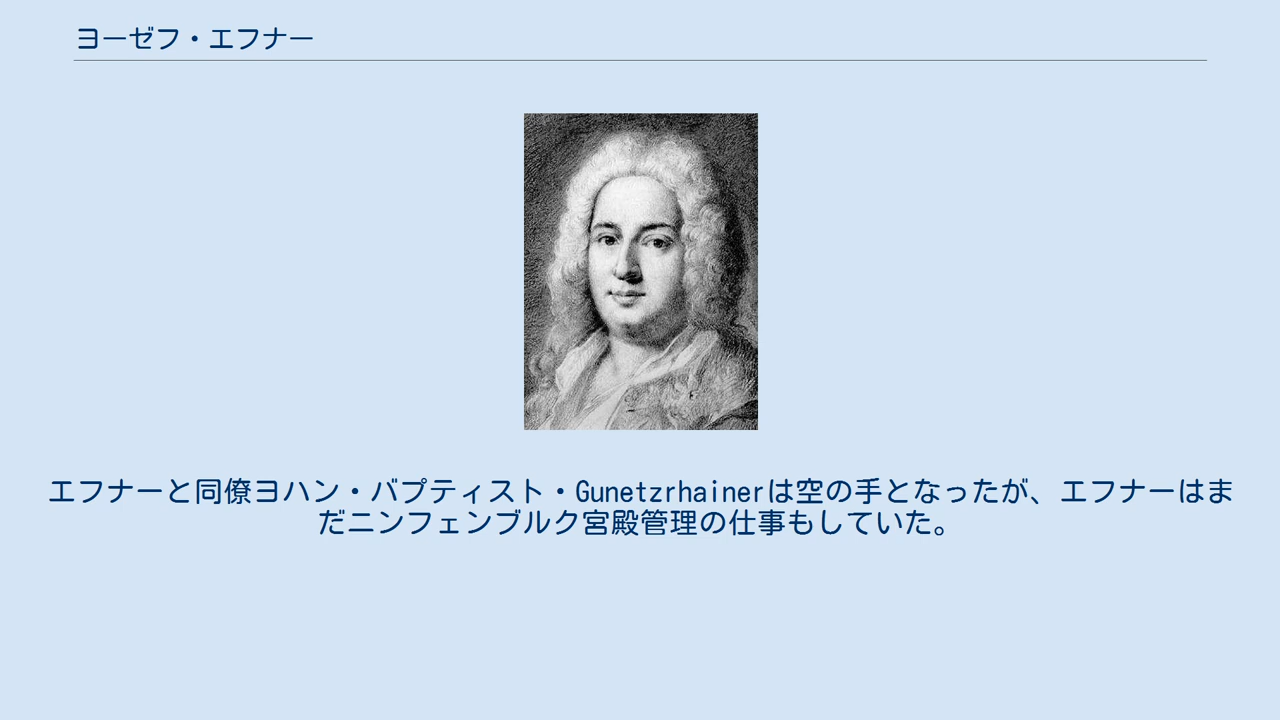 ヨーゼフ・エフナー
エフナーと同僚ヨハン・バプティスト・Gunetzrhainerは空の手となったが、エフナーはま
だニンフェンブルク宮殿管理の仕事もしていた。